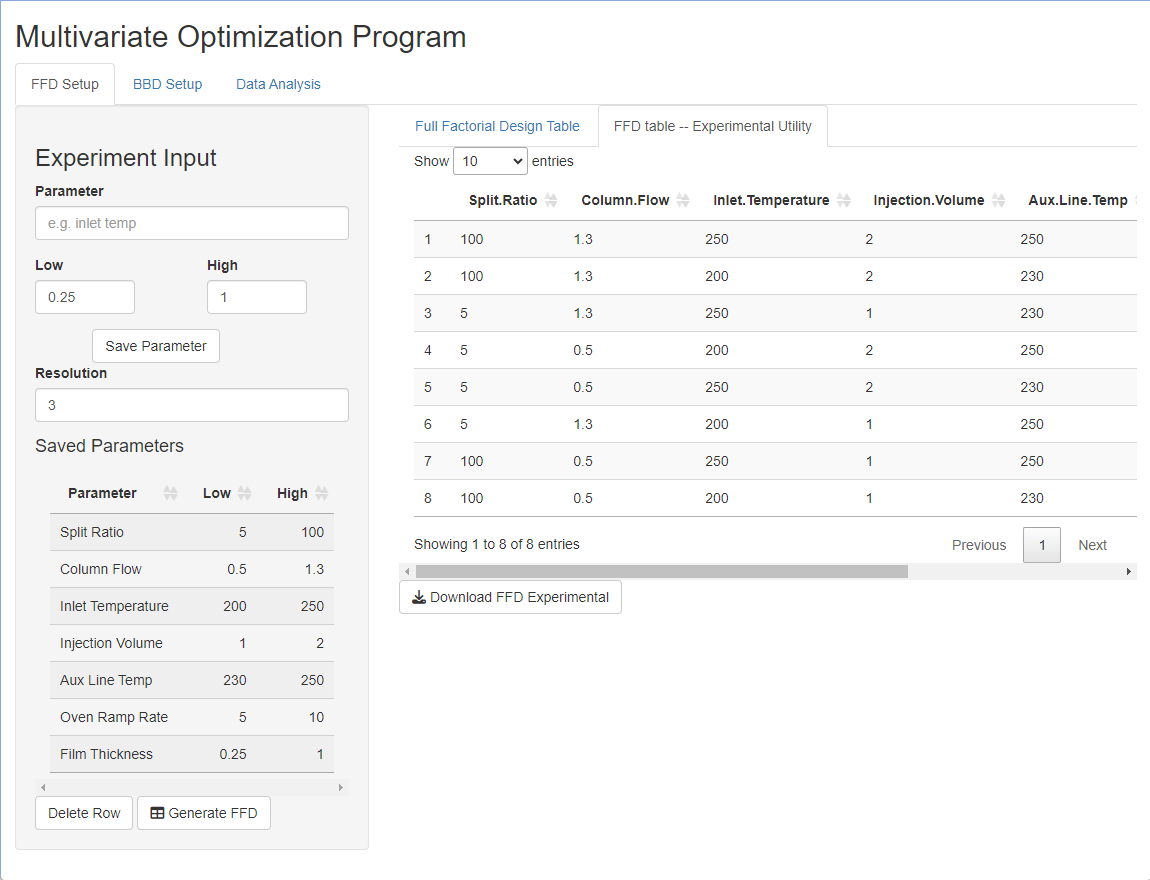 Multivariate Optimization Program
FFD Setup BBD Setup Data Analysis
Experiment Input
Parameter
e.g. inlet temp
Low High
0.25 1
Save Parameter
Resolution
3
Saved Parameters
Parameter Low High
Split Ratio 5 100
Column Flow 0.5 1.3
Inlet Temperature 200 250
Injection Volume 1 2
Aux Line Temp 230 250
Oven Ramp Rate 5 10
Film Thickness 0.25 1
Delete Row Generate FFD
Full Factorial Design Table FFD table -- Experimental Utility
Show 10 entries
Split.Ratio Column.Flow Inlet.Temperature Injection.Volume Aux.Line.Temp
1 100 1.3 250 2 250
2 100 1.3 200 2 230
3 5 1.3 250 1 230
4 5 0.5 200 2 250
5 5 0.5 250 2 230
6 5 1.3 200 1 250
7 100 0.5 250 1 250
8 100 0.5 200 1 230
Showing 1 to 8 of 8 entries Previous 1 Next
Download FFD Experimental